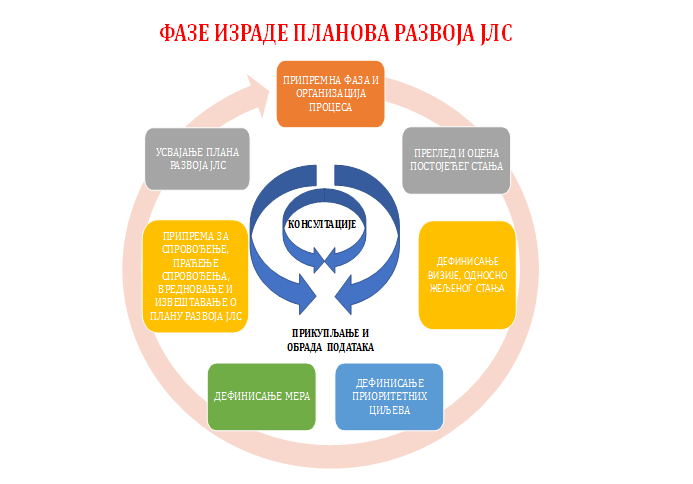 ФАЗЕ ИЗРАДЕ ПЛАНОВА РАЗВОЈА ЈЛС
ПРИПРЕМНА ФАЗА И
ОРГАНИЗАЦИЈА
ПРОЦЕСА
ПРЕГЛЕД И ОЦЕНА
ПОСТОЈЕЋЕГ СТАЊА
ДЕФИНИСАЊЕ
ВИЗИЈЕ, ОДНОСНО
ЖЕЉЕНОГ СТАЊА
ДЕФИНИСАЊЕ
ПРИОРИТЕТНИХ
ЦИЉЕВА
ДЕФИНИСАЊЕ МЕРА
ПРИПРЕМА ЗА
СПРОВОЂЕЊЕ,
ПРАЋЕЊЕ
СПРОВОЂЕЊА,
ВРЕДНОВАЊЕ И
ИЗВЕШТАВАЊЕ О
ПЛАНУ РАЗВОЈА ЈЛС
УСВАЈАЊЕ ПЛАНА
РАЗВОЈА ЈЛС
КОНСУЛТАЦИЈЕ
ПРИКУПЉАЊЕ И
ОБРАДА ПОДАТАКА